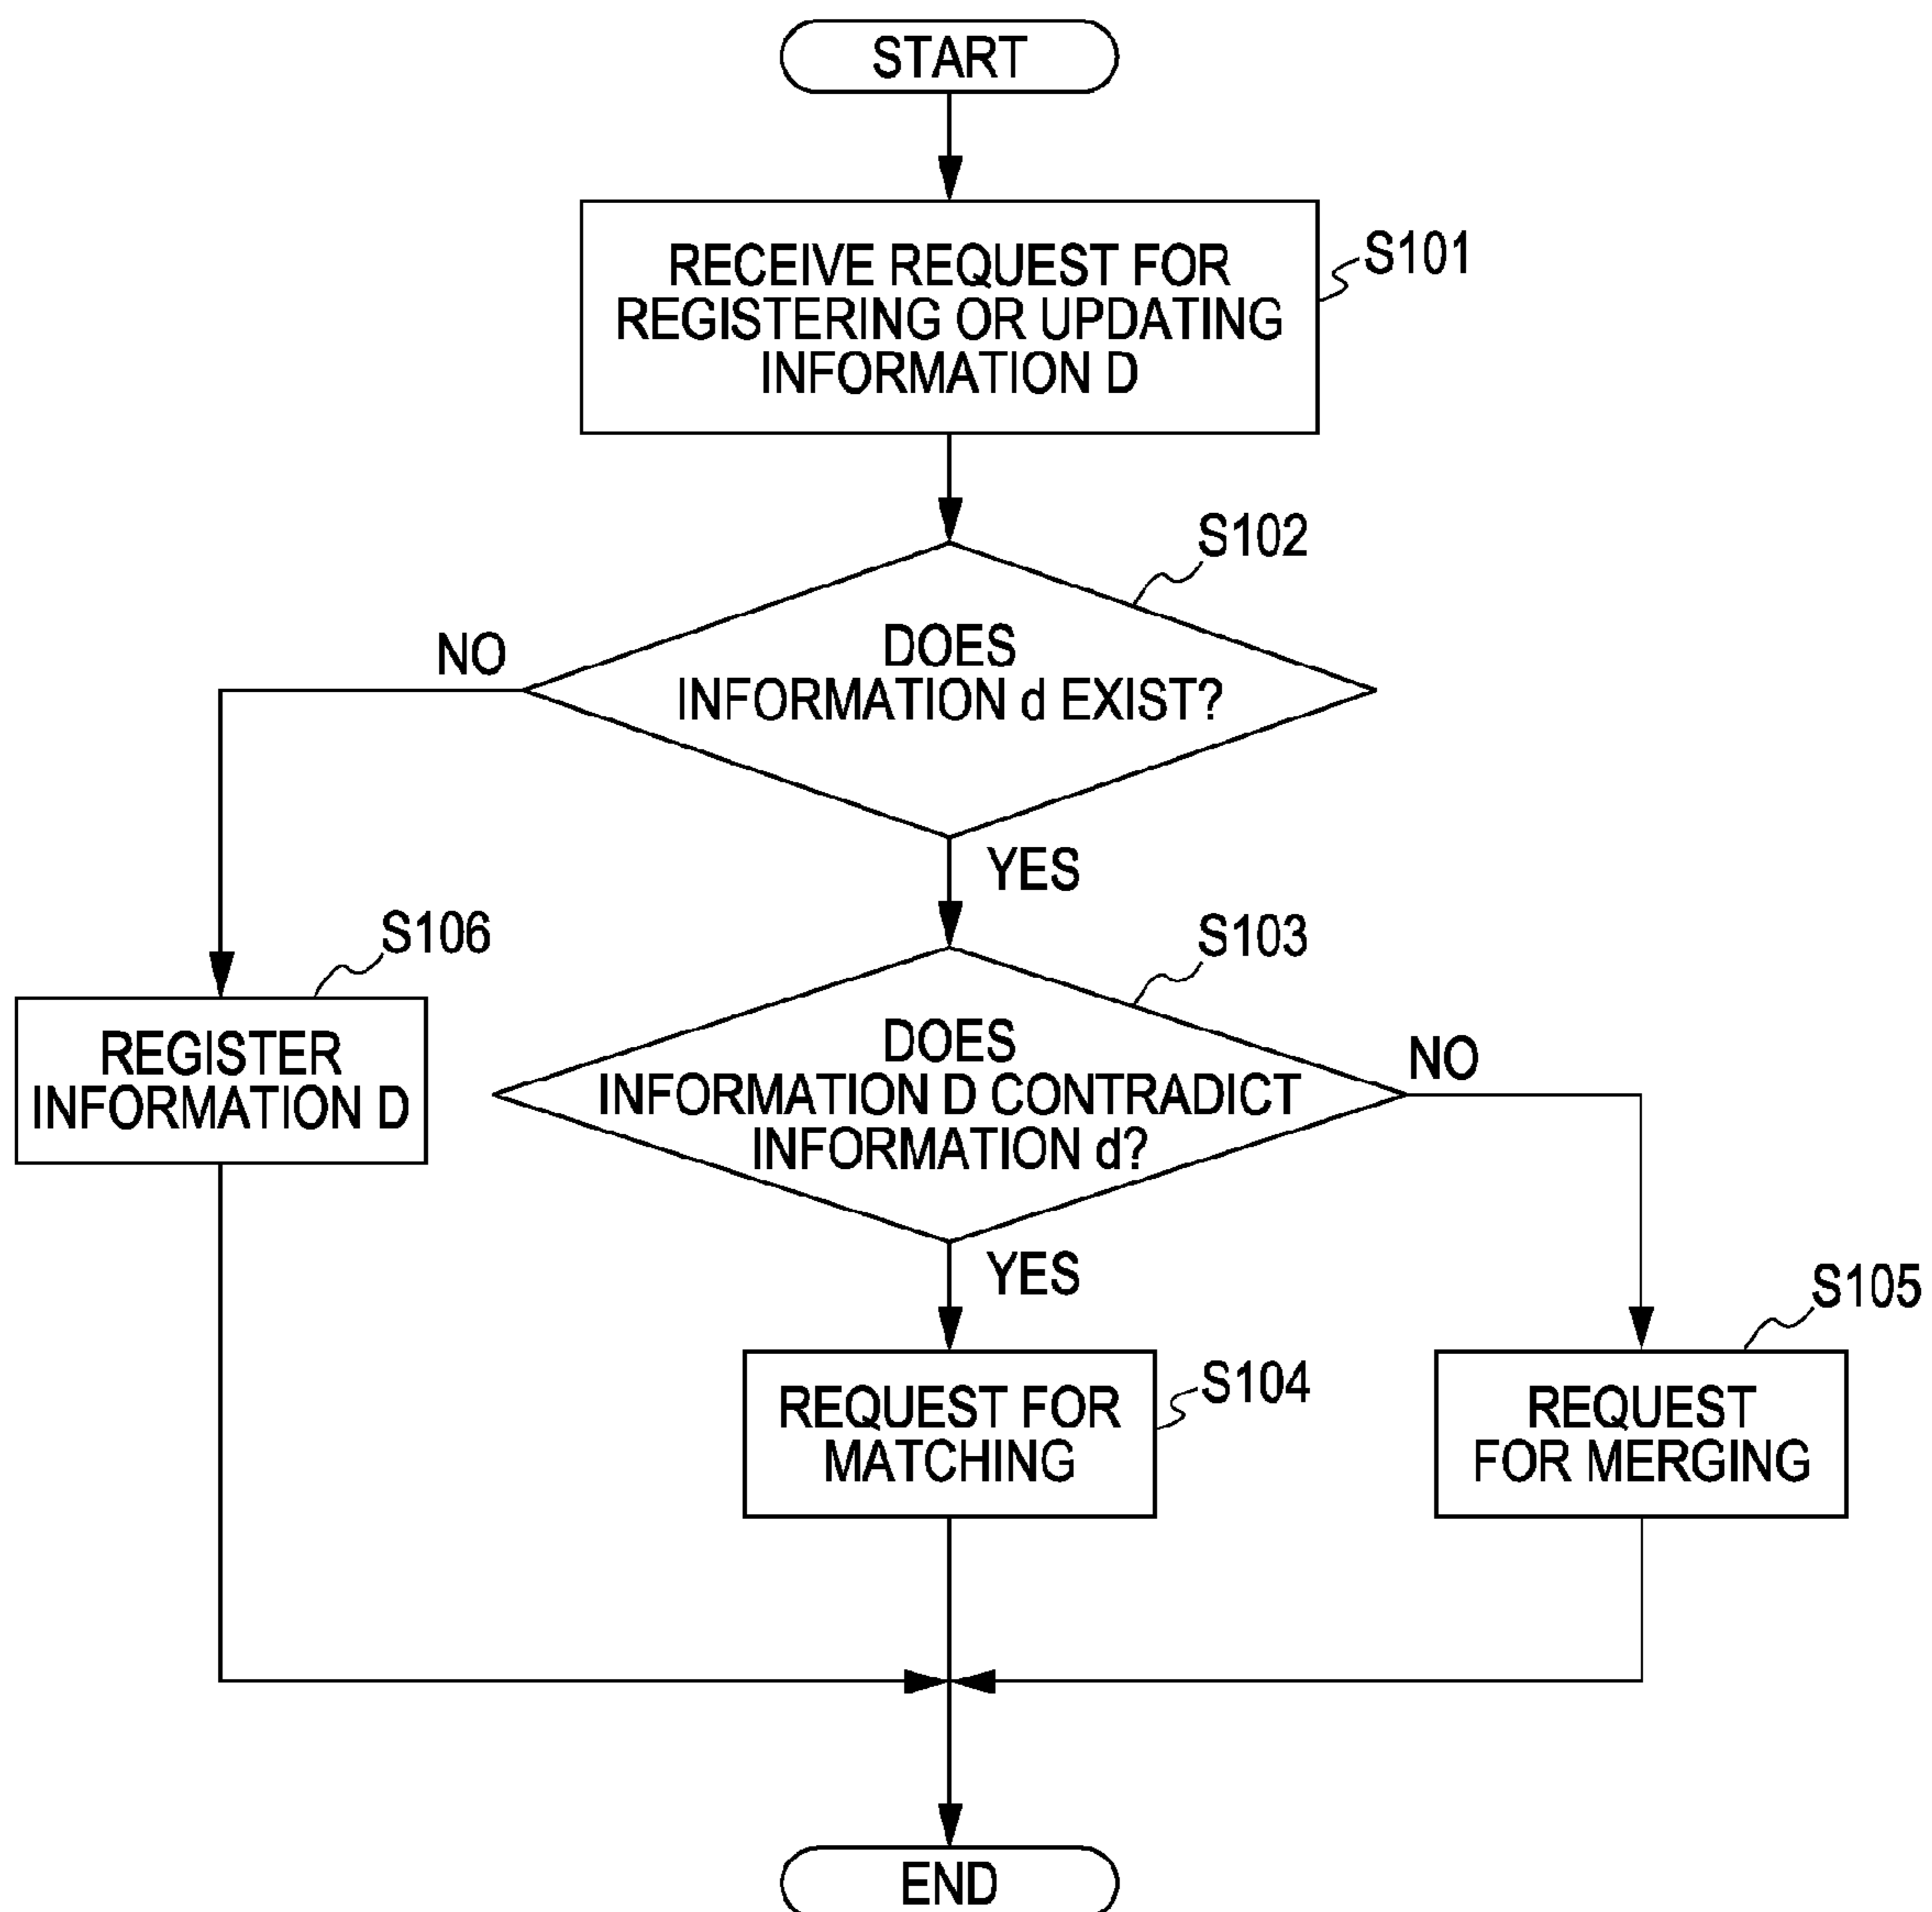 START
RECEIVE REQUEST FOR
REGISTERING OR UPDATING
INFORMATION D
S101
S102
DOES
INFORMATION d EXIST?
NO
YES
S106
REGISTER
INFORMATION D
S103
DOES
INFORMATION D CONTRADICT
INFORMATION d?
NO
YES
S104
REQUEST FOR
MATCHING
S105
REQUEST
FOR MERGING
END